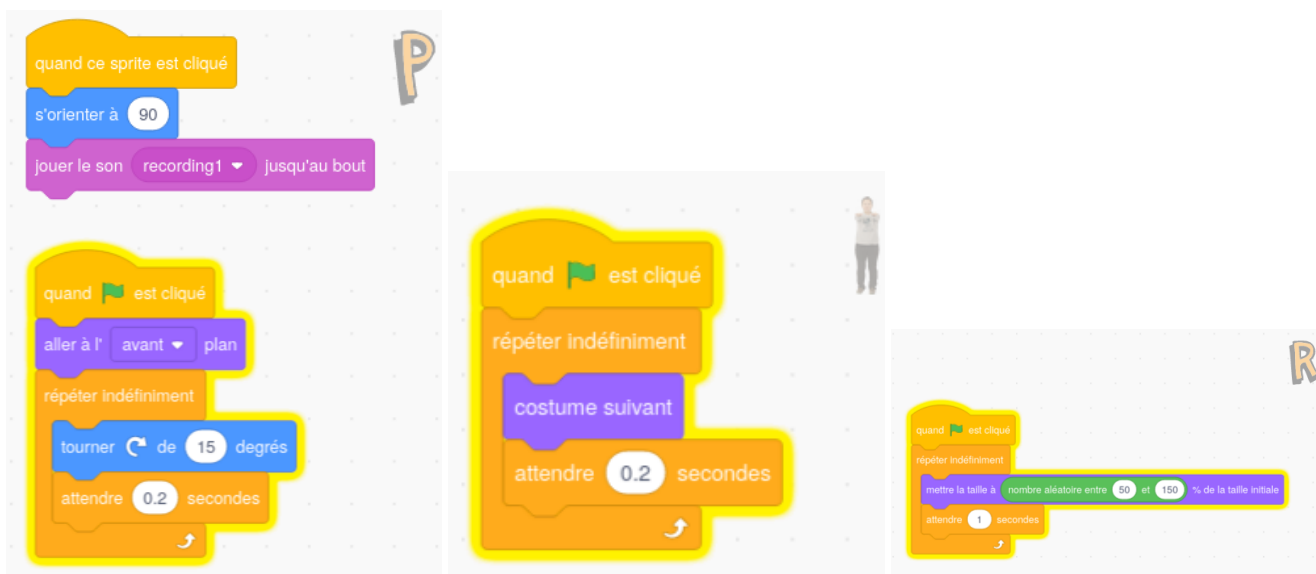 P
quand ce sprite est cliqué
s'orienter à 90
jouer le son recording1 jusqu'au bout
quand est cliqué
aller à l' avant plan
répéter indéfiniment
tourner de 15 degrés
attendre 0.2 secondes
quand est cliqué
répéter indéfiniment
costume suivant
attendre 0.2 secondes
R
quand est cliqué
répéter indéfiniment
mettre la taille à nombre aléatoire entre 50 et 150 % de la taille initiale
attendre 1 secondes